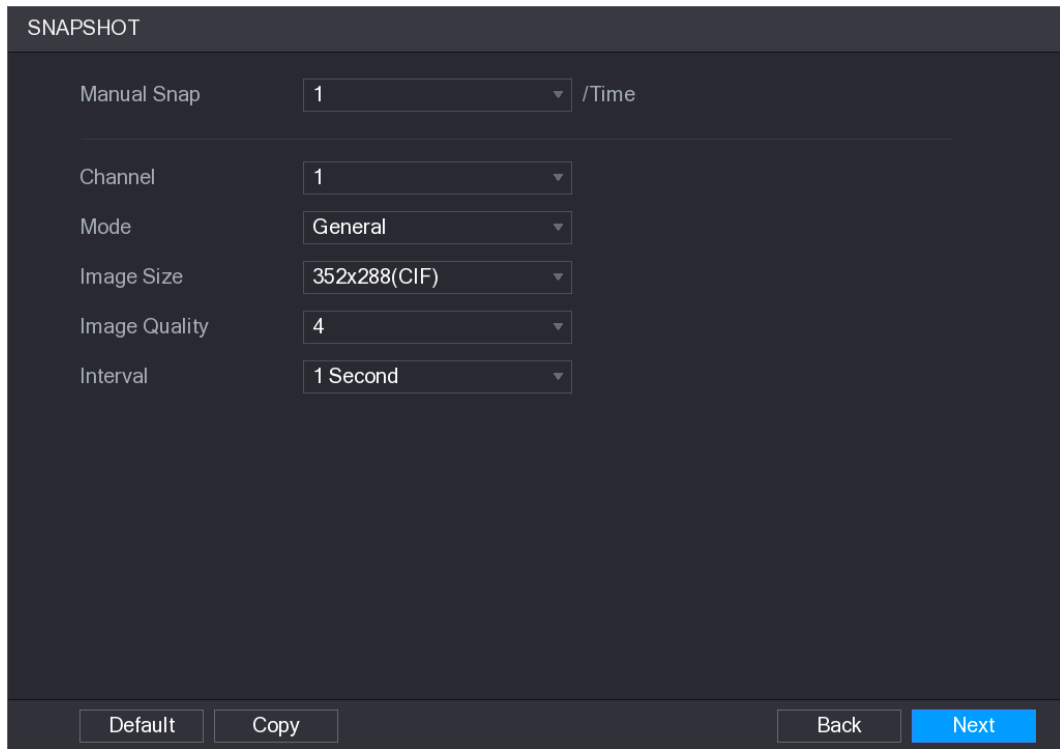 SNAPSHOT
Manual Snap 1 /Time
Channel 1
Mode General
Image Size 352x288(CIF)
Image Quality 4
Interval 1 Second
Default Copy Back Next